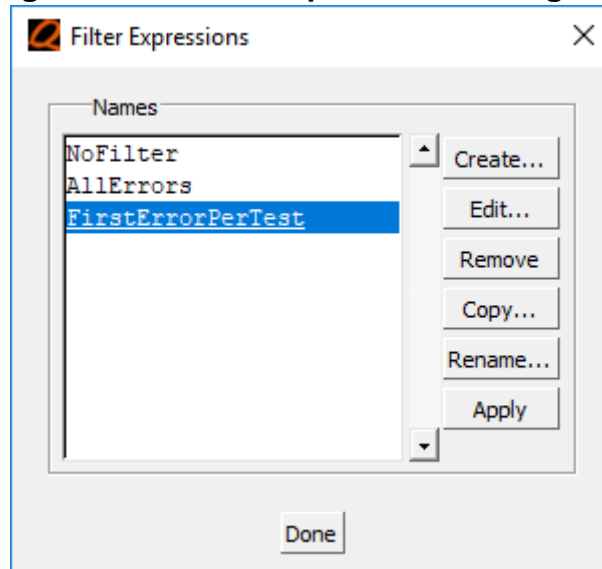 Filter Expressions
Names
NoFilter
AllErrors
FirstErrorPerTest
Create...
Edit...
Remove
Copy...
Rename...
Apply
Done